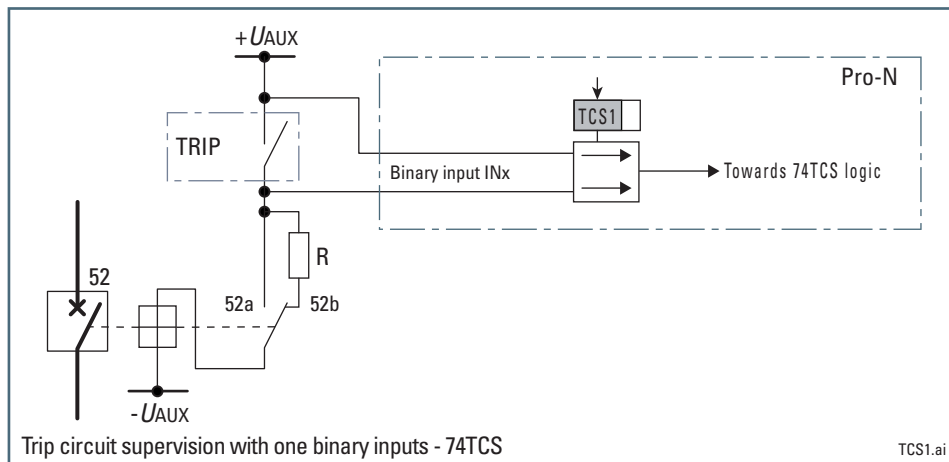 +UAUX
Pro-N
TCS1
TRIP
Binary input INx
Towards 74TCS logic
R
52
52a
52b
-UAUX
Trip circuit supervision with one binary inputs - 74TCS
TCS1.ai